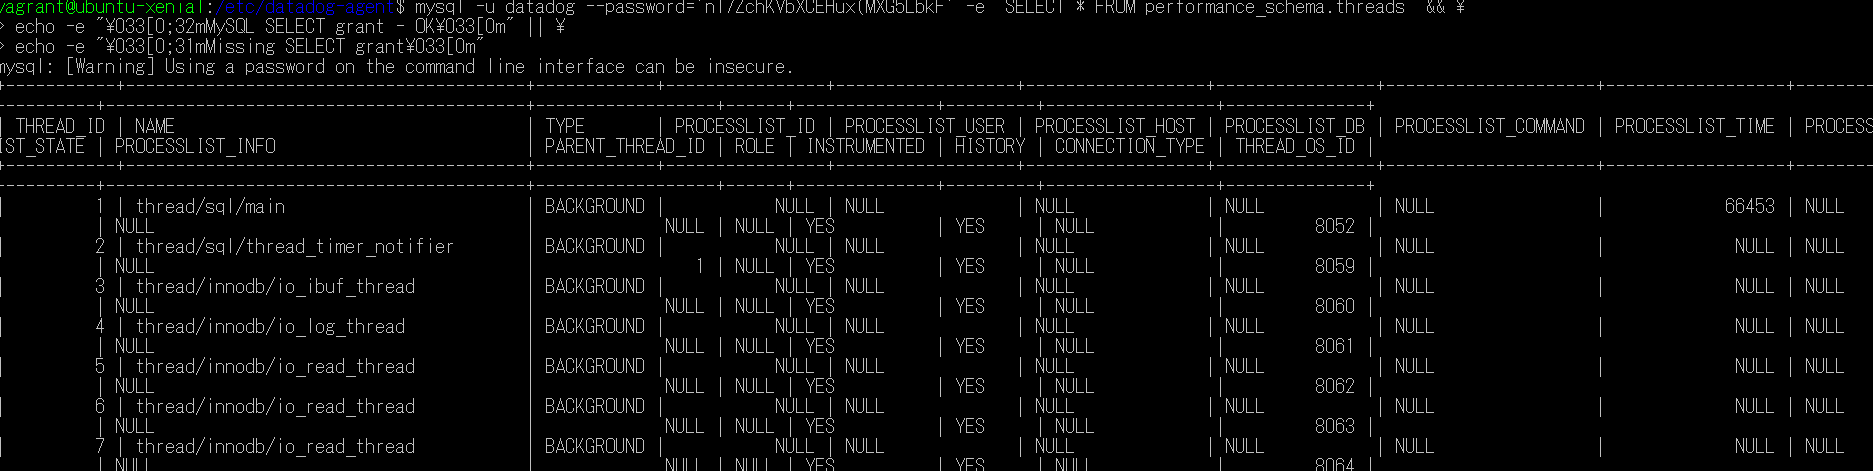 vagrant@ubuntu-xenial:/etc/datadog-agent$ mysql -u datadog --password= -e "SELECT * FROM performance_schema.threads" && ¥
> echo -e "¥033[0;32mMySQL SELECT grant - OK¥033[0m" || ¥
> echo -e "¥033[0;31mMissing SELECT grant¥033[0m"
mysql: [Warning] Using a password on the command line interface can be insecure.
| THREAD_ID | NAME | TYPE | PROCESSLIST_ID | PROCESSLIST_USER | PROCESSLIST_HOST | PROCESSLIST_DB | PROCESSLIST_COMMAND | PROCESSLIST_TIME | PROCESS
IST_STATE | PROCESSLIST_INFO | PARENT_THREAD_ID | ROLE | INSTRUMENTED | HISTORY | CONNECTION_TYPE | THREAD_OS_ID |
| 1 | thread/sql/main | BACKGROUND | NULL | NULL | NULL | NULL | NULL | 66453 | NULL
| NULL | NULL | NULL | YES | YES | NULL | 8052 |
| 2 | thread/sql/thread_timer_notifier | BACKGROUND | NULL | NULL | NULL | NULL | NULL | NULL | NULL
| NULL | 1 | NULL | YES | YES | NULL | 8059 |
| 3 | thread/innodb/io_ibuf_thread | BACKGROUND | NULL | NULL | NULL | NULL | NULL | NULL | NULL
| NULL | NULL | NULL | YES | YES | NULL | 8060 |
| 4 | thread/innodb/io_log_thread | BACKGROUND | NULL | NULL | NULL | NULL | NULL | NULL | NULL
| NULL | NULL | NULL | YES | YES | NULL | 8061 |
| 5 | thread/innodb/io_read_thread | BACKGROUND | NULL | NULL | NULL | NULL | NULL | NULL | NULL
| NULL | NULL | NULL | YES | YES | NULL | 8062 |
| 6 | thread/innodb/io_read_thread | BACKGROUND | NULL | NULL | NULL | NULL | NULL | NULL | NULL
| NULL | NULL | NULL | YES | YES | NULL | 8063 |
| 7 | thread/innodb/io_read_thread | BACKGROUND | NULL | NULL | NULL | NULL | NULL | NULL | NULL
| NULL | NULL | NULL | YES | YES | NULL | 8064 |